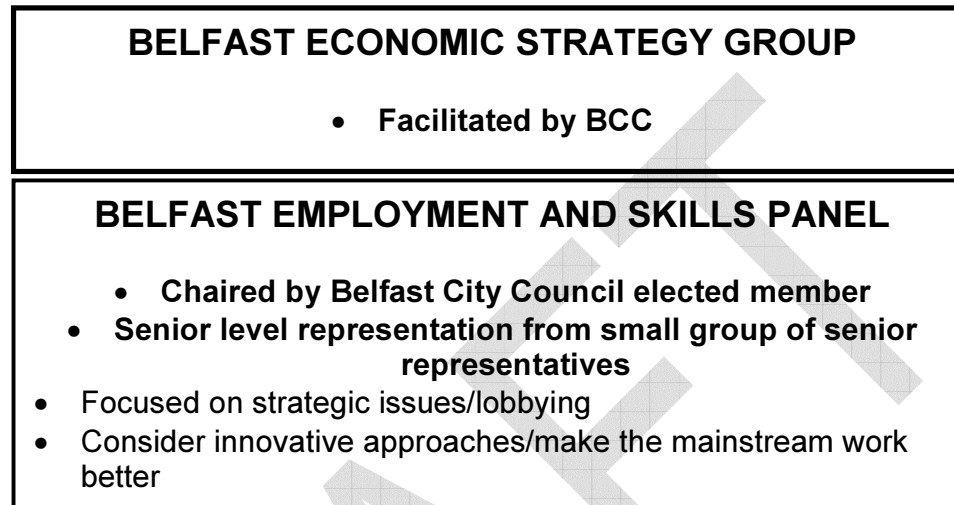 BELFAST ECONOMIC STRATEGY GROUP
• Facilitated by BCC
BELFAST EMPLOYMENT AND SKILLS PANEL
• Chaired by Belfast City Council elected member
• Senior level representation from small group of senior
representatives
• Focused on strategic issues/lobbying
• Consider innovative approaches/make the mainstream work
better